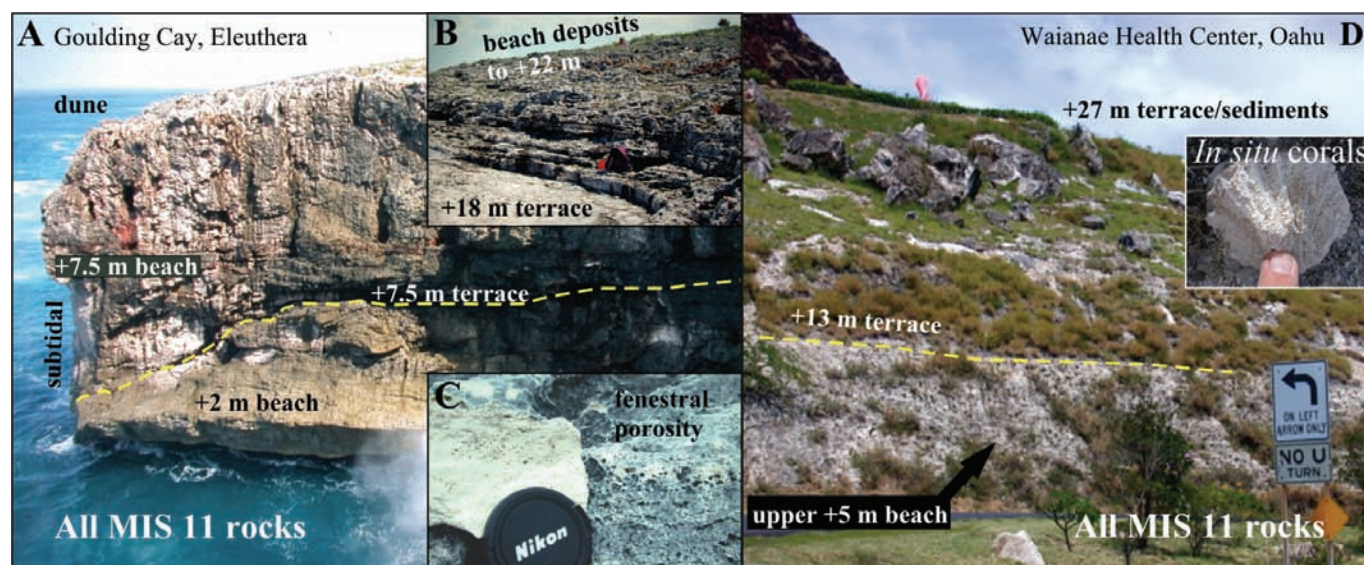 A Goulding Cay, Eleuthera
dune
+7.5 m beach
subtidal
+7.5 m terrace
+2 m beach
All MIS 11 rocks
B
beach deposits
to +22 m
+18 m terrace
C
fenestral
porosity
Nikon
Waianae Health Center, Oahu D
+27 m terrace/sediments
In situ corals
+13 m terrace
upper +5 m beach
All MIS 11 rocks
ON LEFT
ARROW ONLY
NO U
TURN